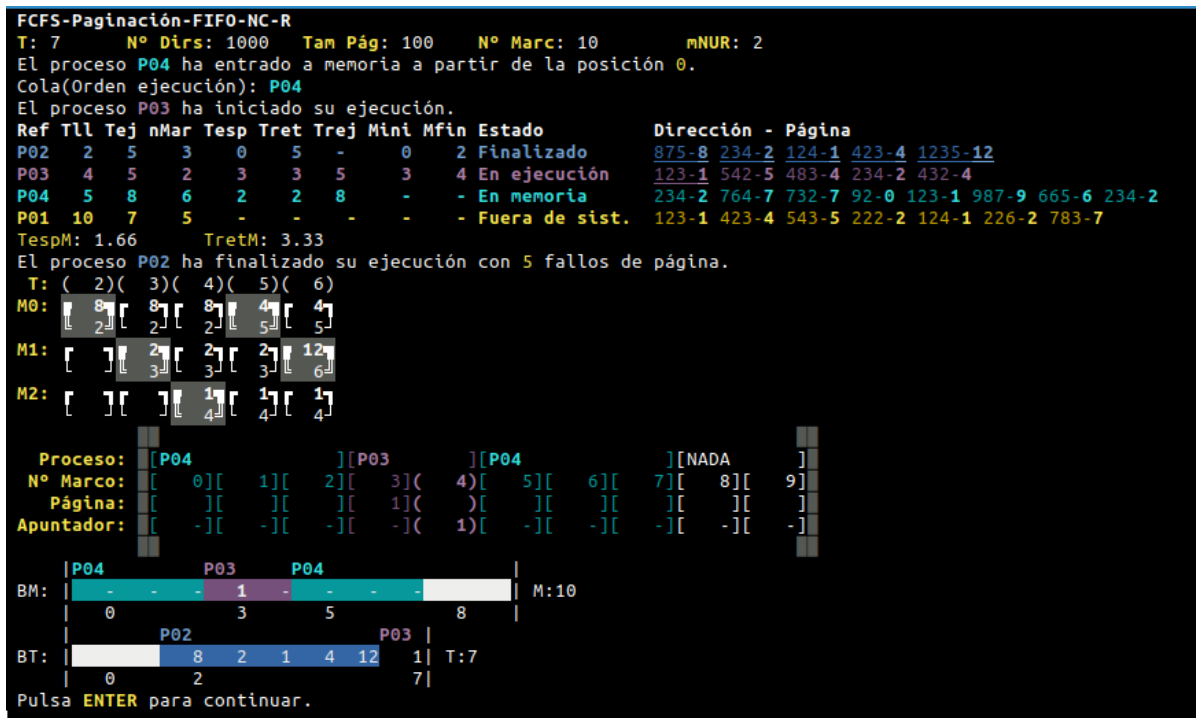 FCFS-Paginación-FIFO-NC-R
T: 7 Nº Dirs: 1000 Tam Pág: 100 Nº Marc: 10 mNUR: 2
El proceso P04 ha entrado a memoria a partir de la posición 0.
Cola(Orden ejecución): P04
El proceso P03 ha iniciado su ejecución.
Ref Tll Tej nMar Tesp Tret Trej Mini Mfin Estado Dirección - Página
P02 2 5 3 0 5 - 0 2 Finalizado 875-8 234-2 124-1 423-4 1235-12
P03 4 5 2 3 3 5 3 4 En ejecución 123-1 542-5 483-4 234-2 432-4
P04 5 8 6 2 2 8 - - En memoria 234-2 764-7 732-7 92-0 123-1 987-9 665-6 234-2
P01 10 7 5 - - - - - Fuera de sist. 123-1 423-4 543-5 222-2 124-1 226-2 783-7
TespM: 1.66 TretM: 3.33
El proceso P02 ha finalizado su ejecución con 5 fallos de página.
T: ( 2)( 3)( 4)( 5)( 6)
M0: 8 8 8 4 4
2 2 2 5 5
M1: 2 2 2 12
3 3 3 6
M2: 1 1 1
4 4 4
Proceso: [P04 ][P03 ][P04 ][NADA ]
Nº Marco: [ 0][ 1][ 2][ 3]( 4)[ 5][ 6][ 7][ 8][ 9]
Página: [ ][ ][ ][ 1]( )[ ][ ][ ][ ][ ]
Apuntador: [ -][ -][ -][ -]( 1)[ -][ -][ -][ -][ -]
|P04 P03 P04 |
BM: | - - - 1 - - - - | M:10
| 0 3 5 8 |
| P02 P03 |
BT: | 8 2 1 4 12 1| T:7
| 0 2 7|
Pulsa ENTER para continuar.